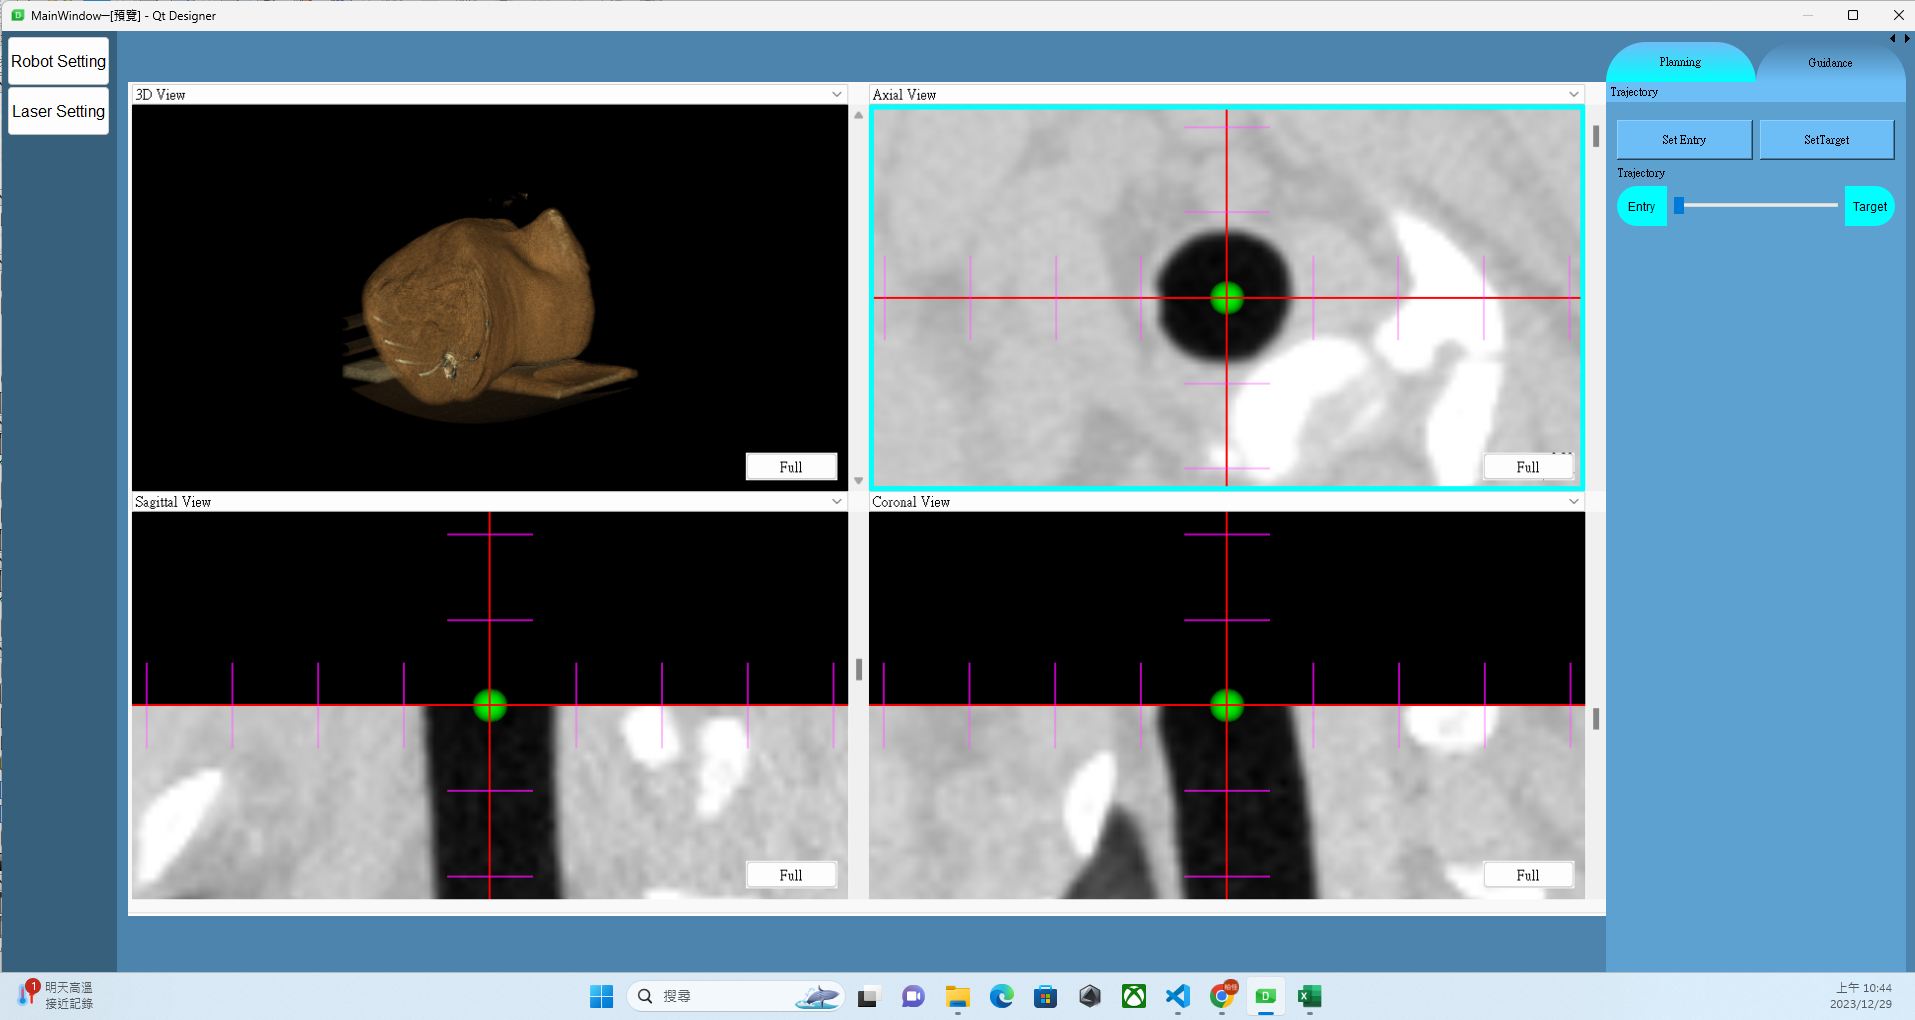 MainWindow─[預覽] - Qt Designer
Robot Setting
Laser Setting
3D View
Full
Axial View
Full
Sagittal View
Full
Coronal View
Full
Planning
Guidance
Trajectory
Set Entry
SetTarget
Trajectory
Entry
Target
1
明天高溫
接近記錄
搜尋
上午 10:44
2023/12/29